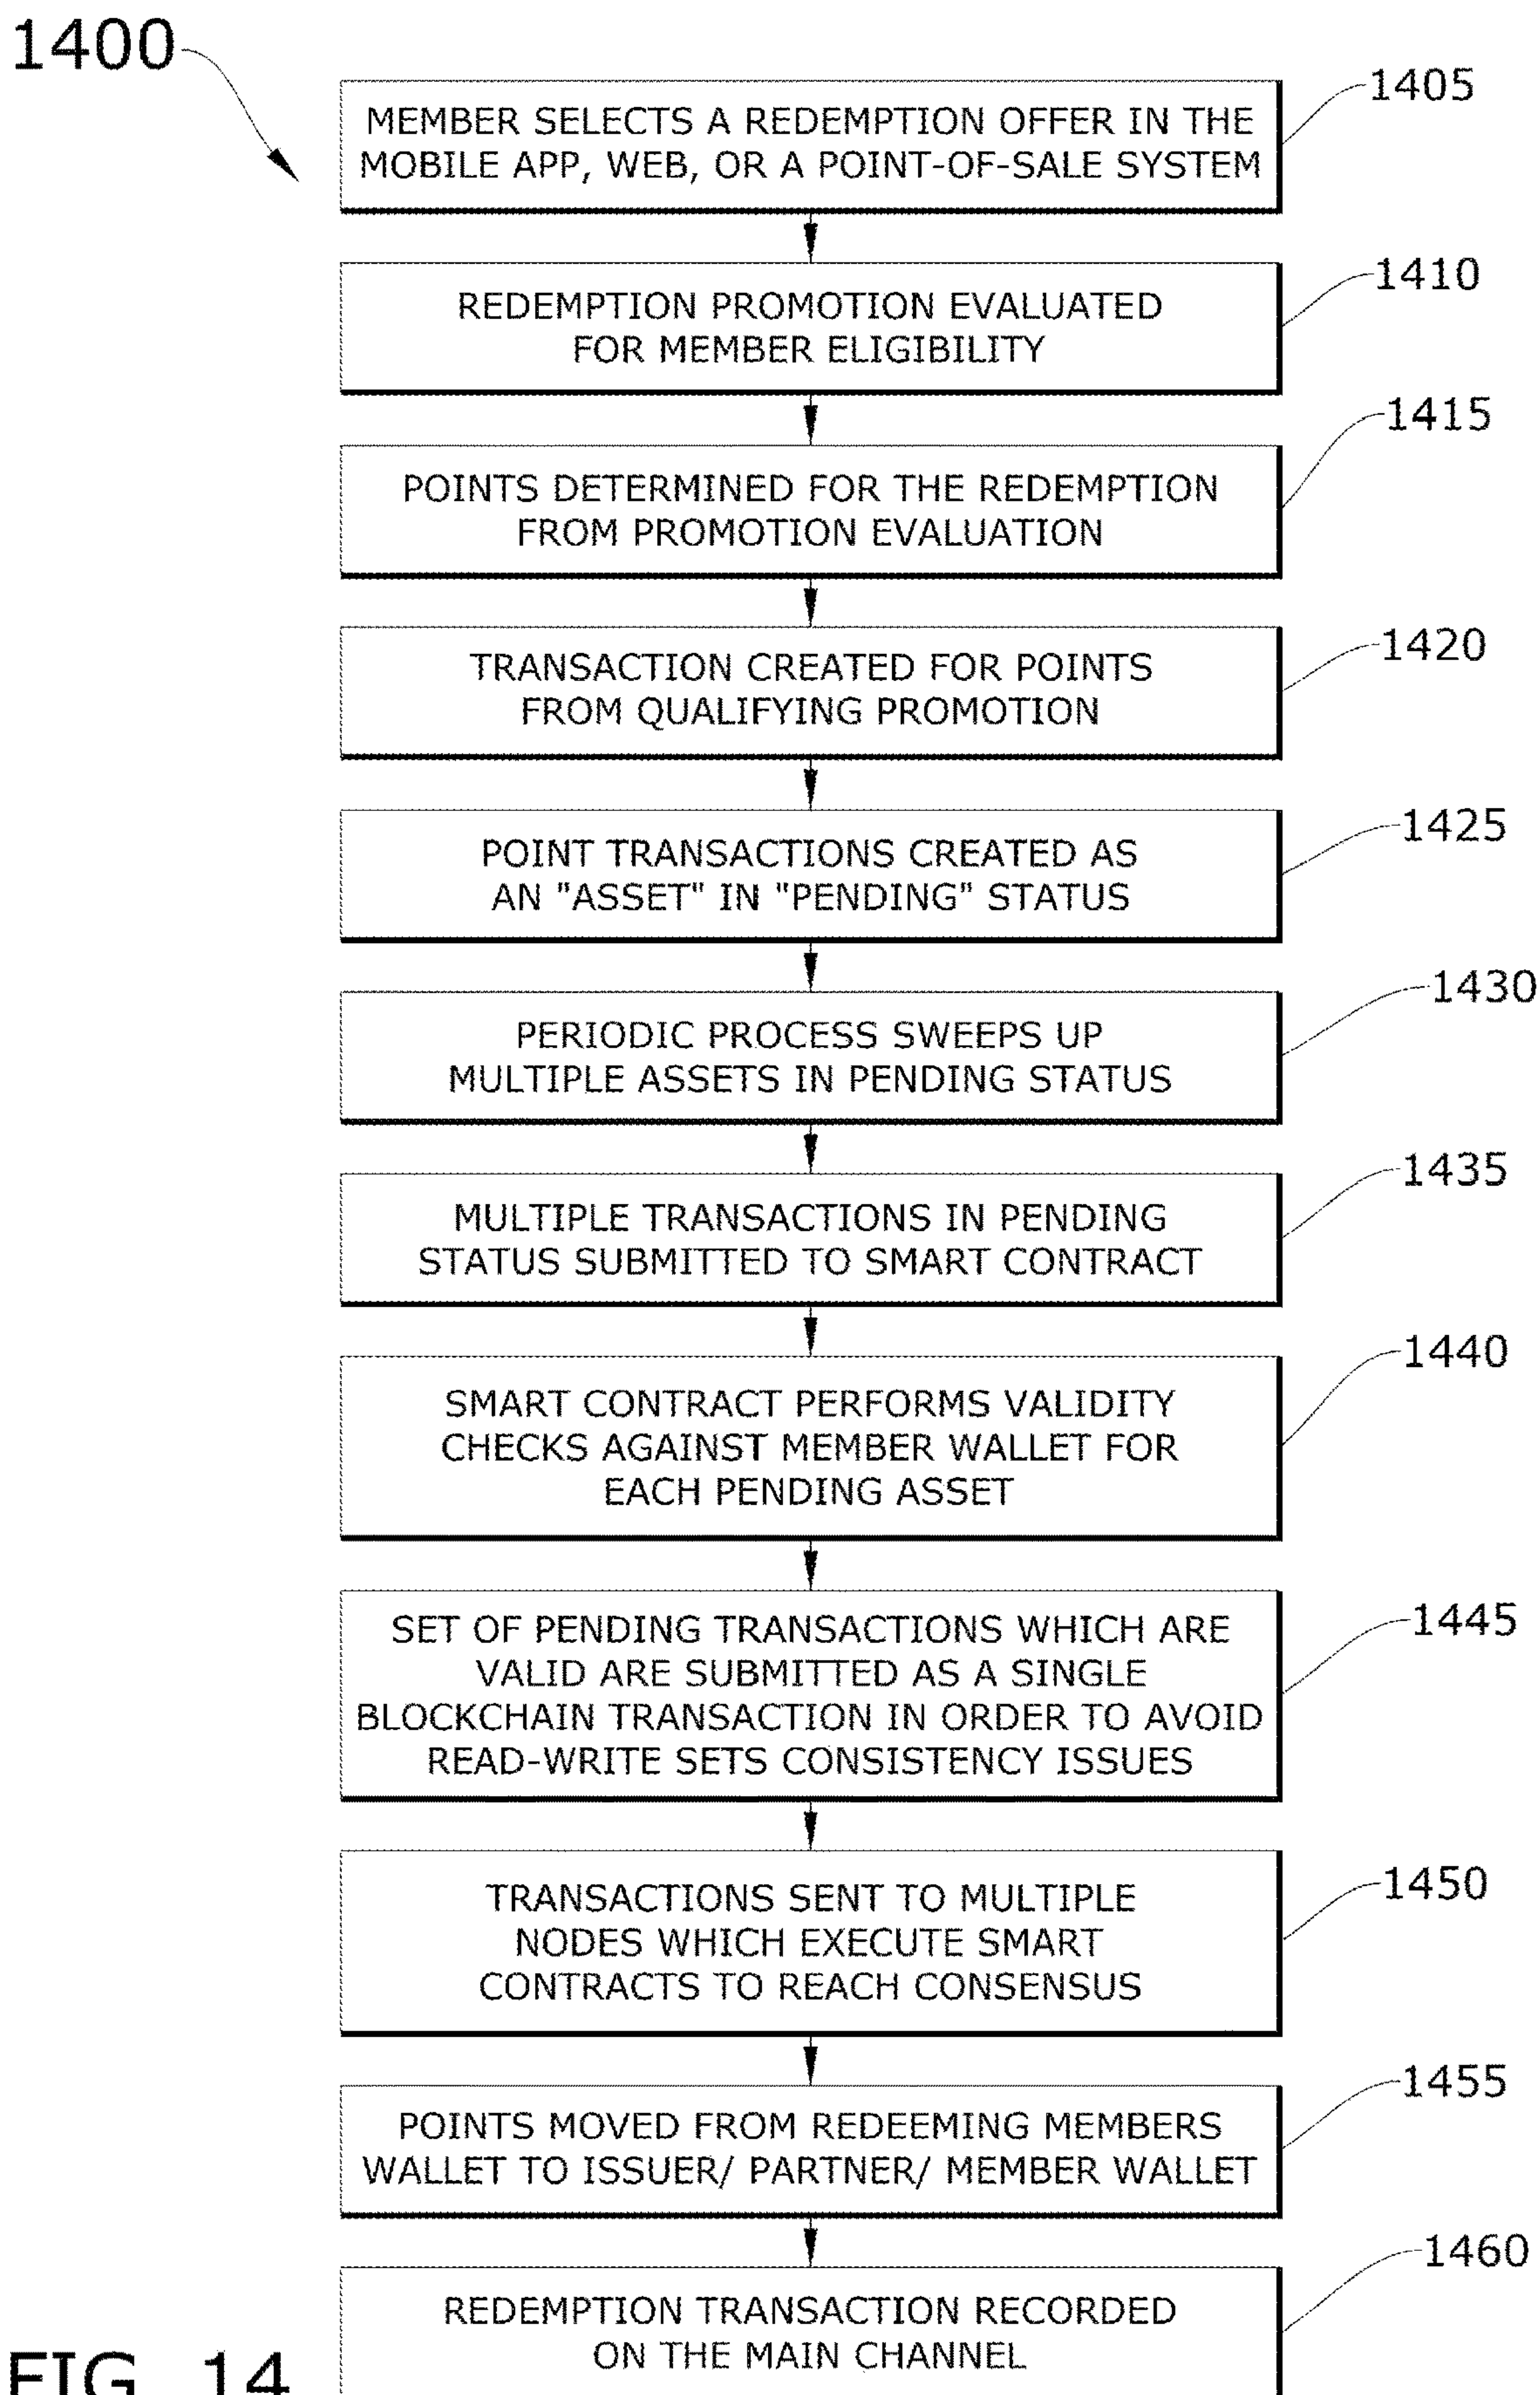 1400
MEMBER SELECTS A REDEMPTION OFFER IN THE
MOBILE APP, WEB, OR A POINT-OF-SALE SYSTEM
1405
REDEMPTION PROMOTION EVALUATED
FOR MEMBER ELIGIBILITY
1410
POINTS DETERMINED FOR THE REDEMPTION
FROM PROMOTION EVALUATION
1415
TRANSACTION CREATED FOR POINTS
FROM QUALIFYING PROMOTION
1420
POINT TRANSACTIONS CREATED AS
AN "ASSET" IN "PENDING" STATUS
1425
PERIODIC PROCESS SWEEPS UP
MULTIPLE ASSETS IN PENDING STATUS
1430
MULTIPLE TRANSACTIONS IN PENDING
STATUS SUBMITTED TO SMART CONTRACT
1435
SMART CONTRACT PERFORMS VALIDITY
CHECKS AGAINST MEMBER WALLET FOR
EACH PENDING ASSET
1440
SET OF PENDING TRANSACTIONS WHICH ARE
VALID ARE SUBMITTED AS A SINGLE
BLOCKCHAIN TRANSACTION IN ORDER TO AVOID
READ-WRITE SETS CONSISTENCY ISSUES
1445
TRANSACTIONS SENT TO MULTIPLE
NODES WHICH EXECUTE SMART
CONTRACTS TO REACH CONSENSUS
1450
POINTS MOVED FROM REDEEMING MEMBERS
WALLET TO ISSUER/ PARTNER/ MEMBER WALLET
1455
REDEMPTION TRANSACTION RECORDED
ON THE MAIN CHANNEL
1460
FIG. 14